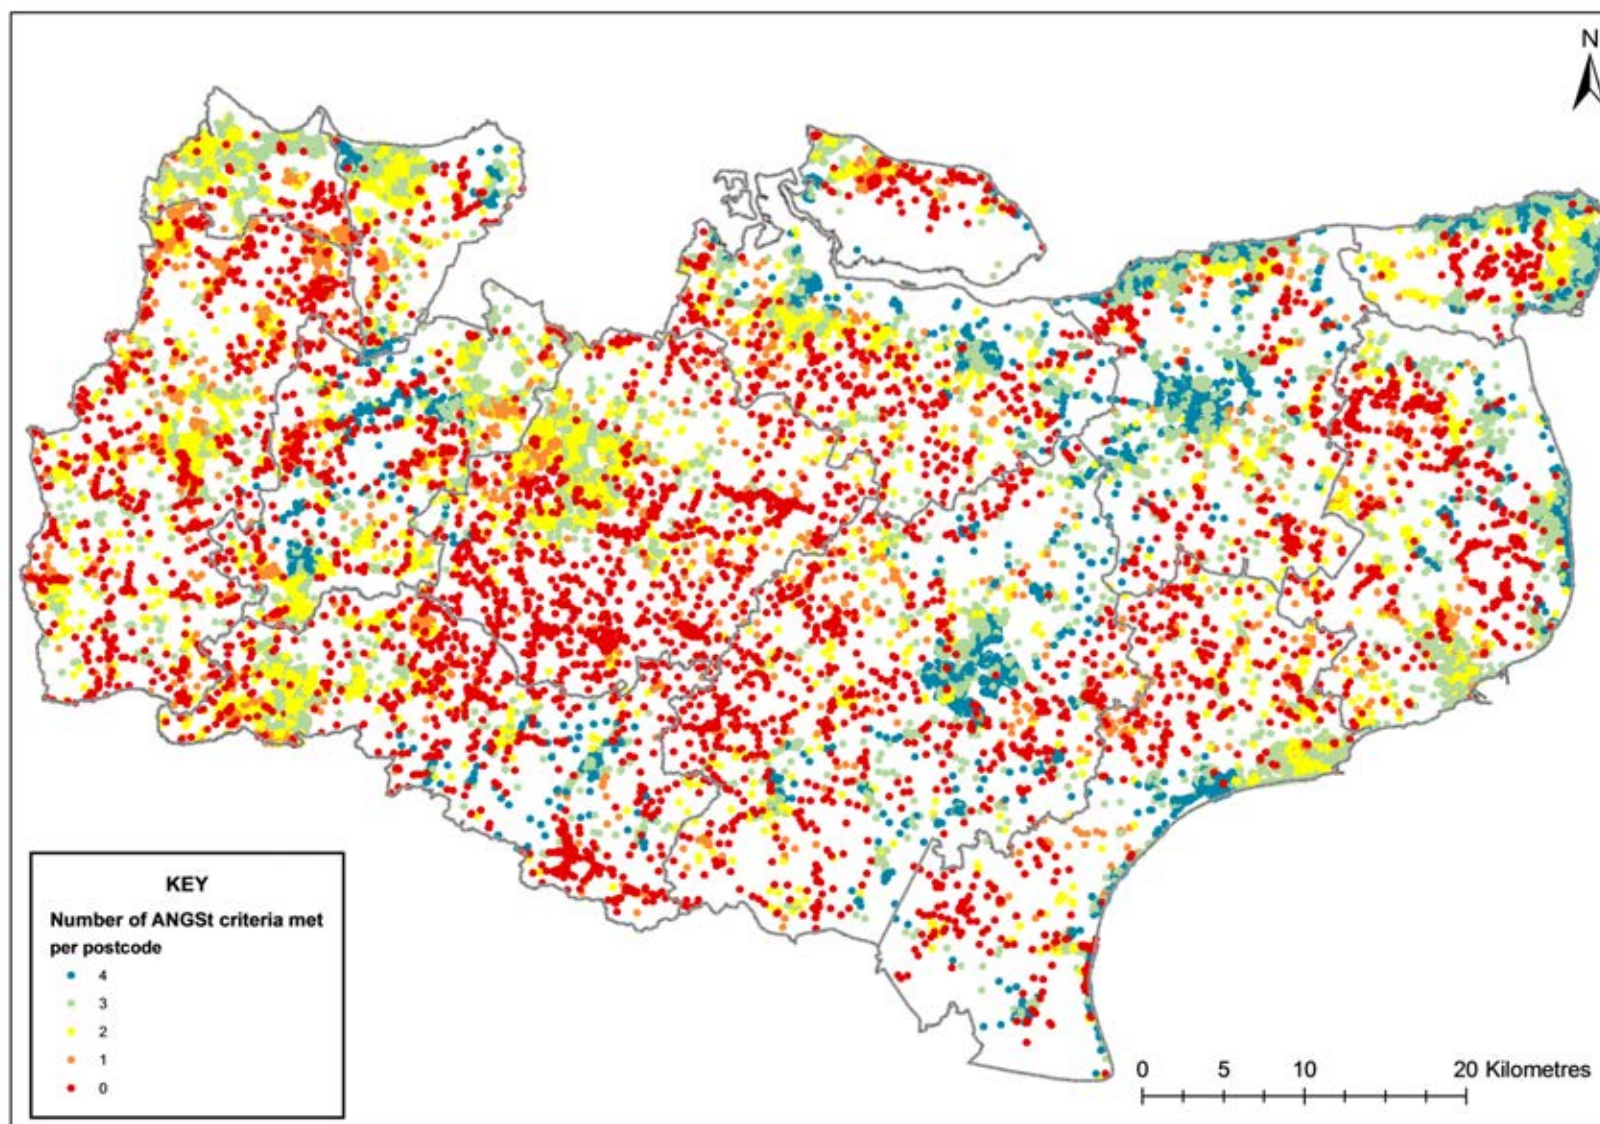 N
KEY
Number of ANGSt criteria met
per postcode
4
3
2
1
0
0 5 10 20 Kilometres